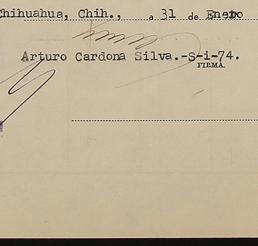 Chihuahua, Chih., a 31 de Enero
Arturo Cardona Silva.-S-i-74.
FIRMA.